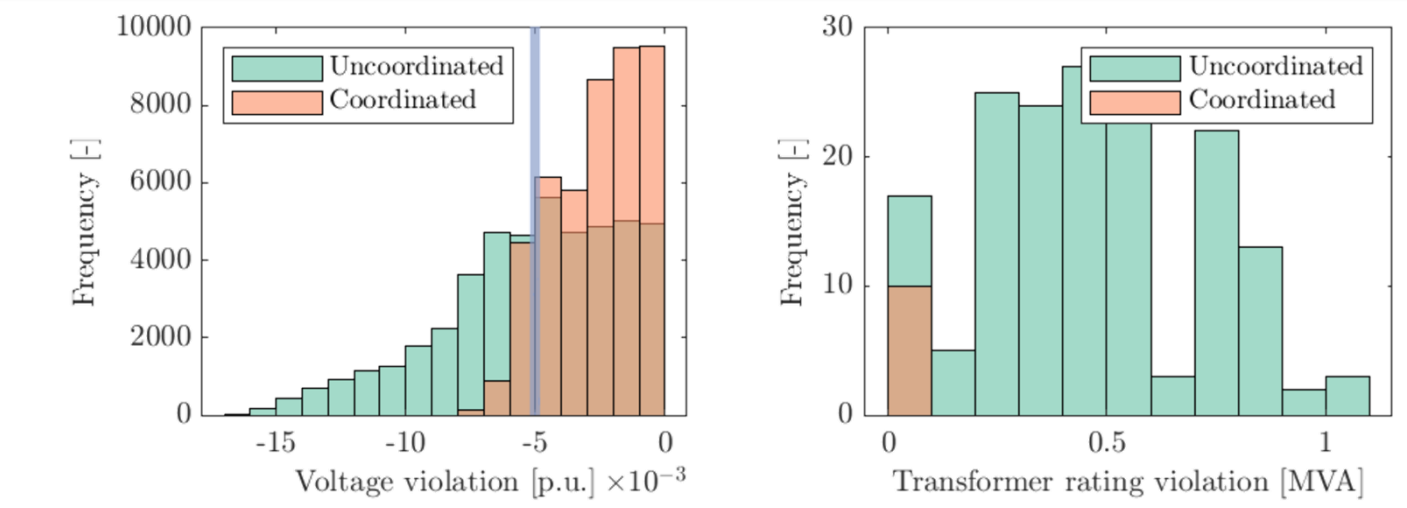 10000
8000
6000
4000
2000
0
Frequency [-]
Uncoordinated
Coordinated
-15 -10 -5 0
Voltage violation [p.u.] ×10⁻³
30
20
10
0
Frequency [-]
Uncoordinated
Coordinated
0 0.5 1
Transformer rating violation [MVA]